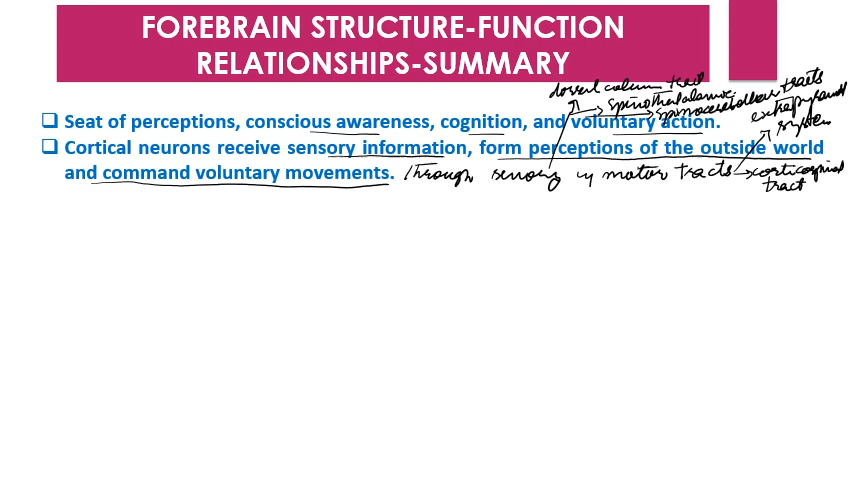 FOREBRAIN STRUCTURE-FUNCTION
RELATIONSHIPS-SUMMARY
dorsal column tract
→ spinothalamic
→ spinocerebellar tracts
extrapyramid
system
❑ Seat of perceptions, conscious awareness, cognition, and voluntary action.
❑ Cortical neurons receive sensory information, form perceptions of the outside world
and command voluntary movements. Through sensory motor tracts → corticospinal
tract